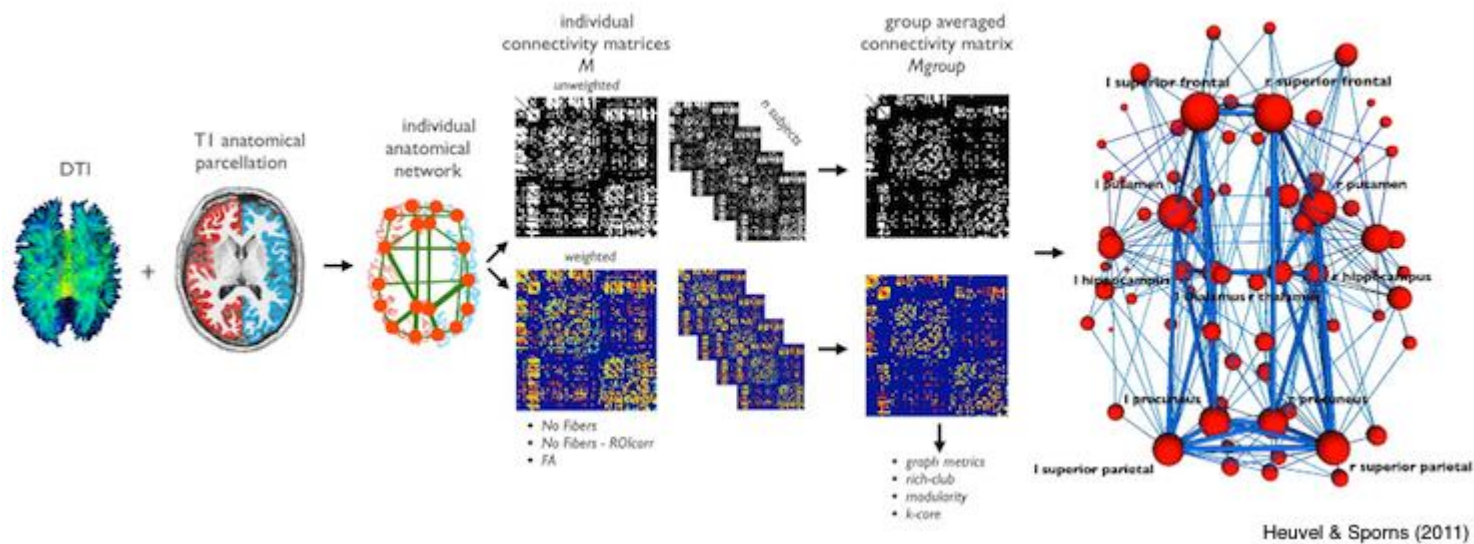 DTI
+
T1 anatomical
parcellation
individual
anatomical
network
individual
connectivity matrices
M
unweighted
weighted
No Fibers
No Fibers - ROIcorr
FA
n subjects
group averaged
connectivity matrix
Mgroup
graph metrics
rich-club
modularity
k-core
l superior frontal
r superior frontal
l putamen
r putamen
l hippocampus
r hippocampus
l thalamus r thalamus
l precuneus
r precuneus
l superior parietal
r superior parietal
Heuvel & Sporns (2011)